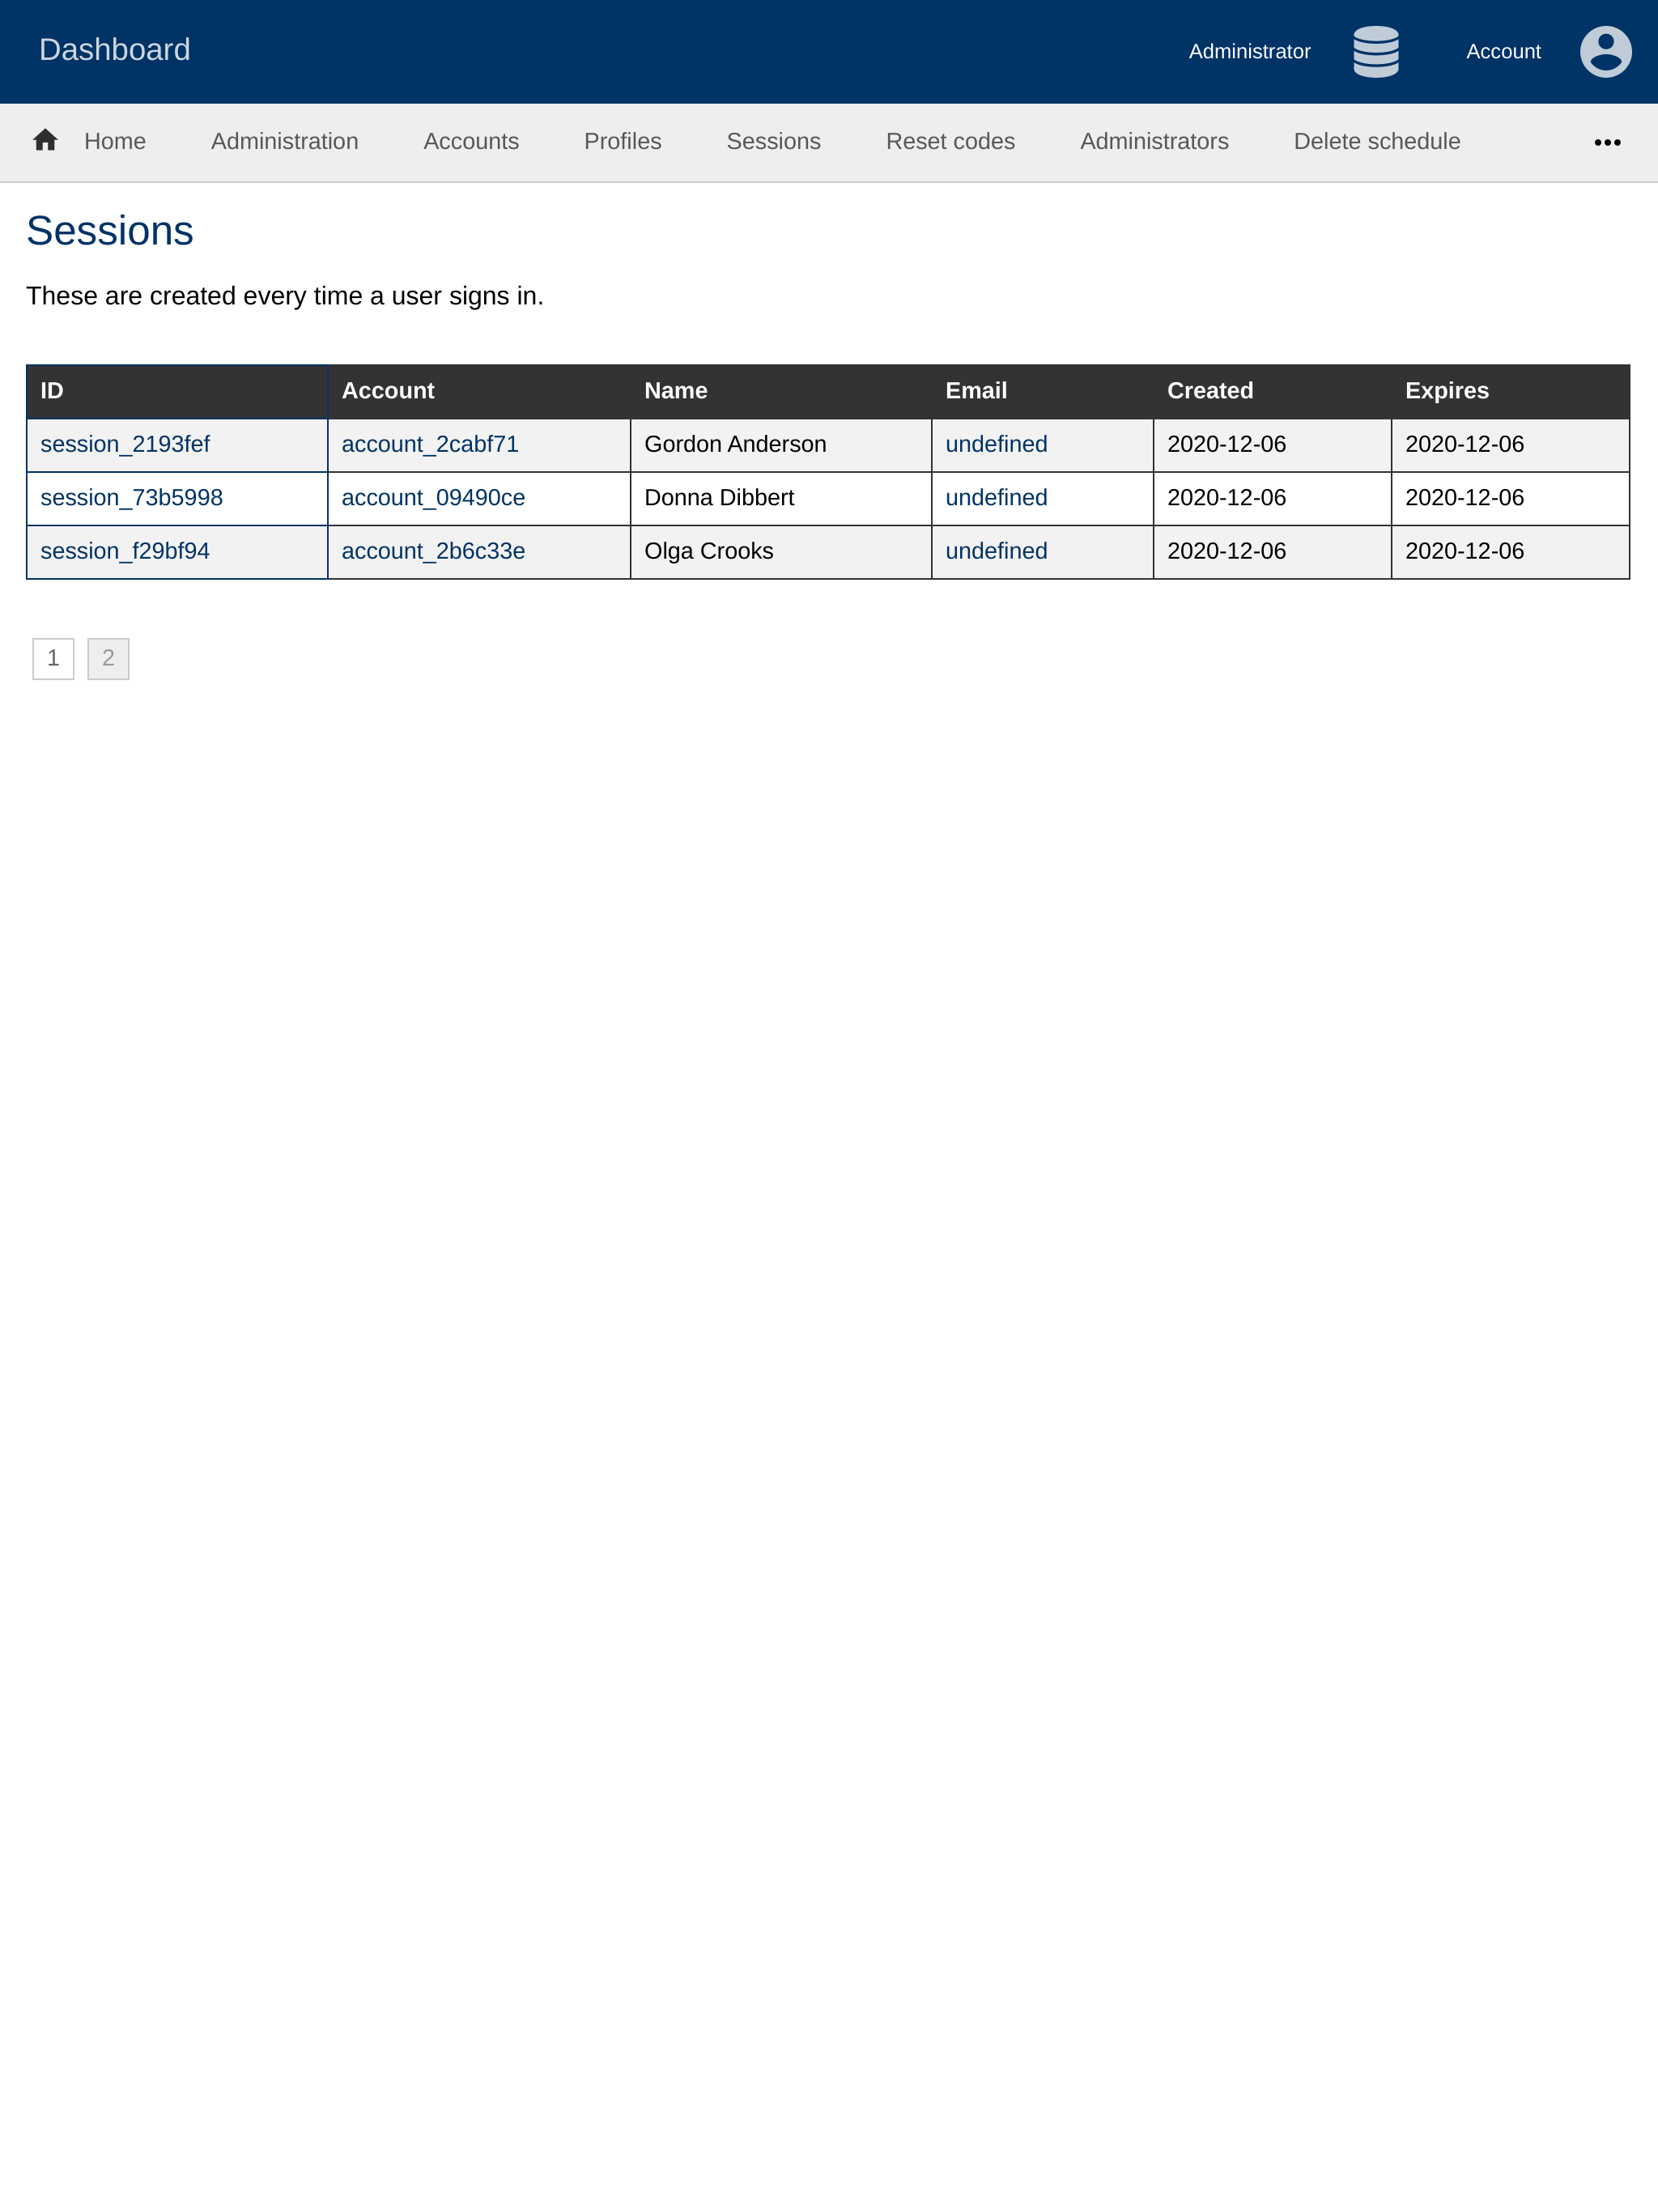 Dashboard Administrator Account
Home Administration Accounts Profiles Sessions Reset codes Administrators Delete schedule
Sessions
These are created every time a user signs in.
ID Account Name Email Created Expires
session_2193fef account_2cabf71 Gordon Anderson undefined 2020-12-06 2020-12-06
session_73b5998 account_09490ce Donna Dibbert undefined 2020-12-06 2020-12-06
session_f29bf94 account_2b6c33e Olga Crooks undefined 2020-12-06 2020-12-06
1 2